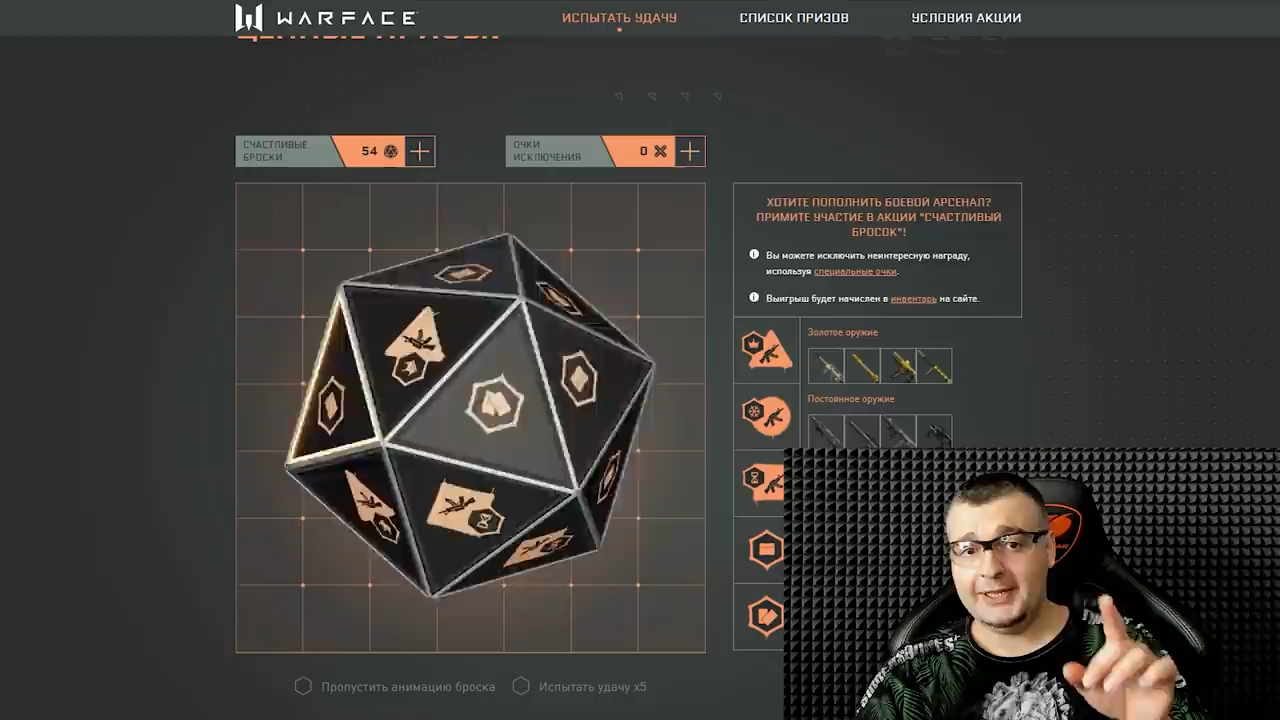 WARFACE
ИСПЫТАТЬ УДАЧУ
СПИСОК ПРИЗОВ
УСЛОВИЯ АКЦИИ
СЧАСТЛИВЫЕ
БРОСКИ
54
ОЧКИ
ИСКЛЮЧЕНИЯ
0
ХОТИТЕ ПОПОЛНИТЬ БОЕВОЙ АРСЕНАЛ?
ПРИМИТЕ УЧАСТИЕ В АКЦИИ "СЧАСТЛИВЫЙ
БРОСОК"!
Вы можете исключить неинтересную награду,
используя специальные очки.
Выигрыш будет начислен в инвентарь на сайте.
Золотое оружие
Постоянное оружие
Пропустить анимацию броска
Испытать удачу x5